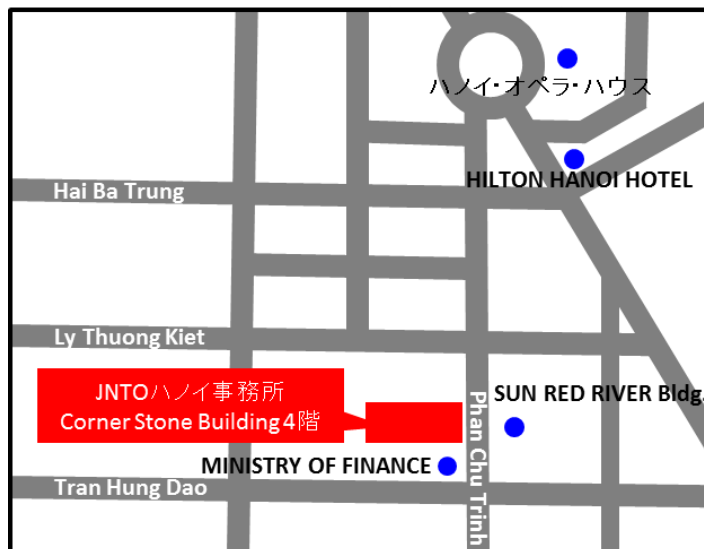 ハノイ・オペラ・ハウス
HILTON HANOI HOTEL
Hai Ba Trung
Ly Thuong Kiet
JNTOハノイ事務所
Corner Stone Building 4階
Phan Chu Trinh
SUN RED RIVER Bldg.
MINISTRY OF FINANCE
Tran Hung Dao